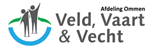 Afdeling Ommen
Veld, Vaart
& Vecht